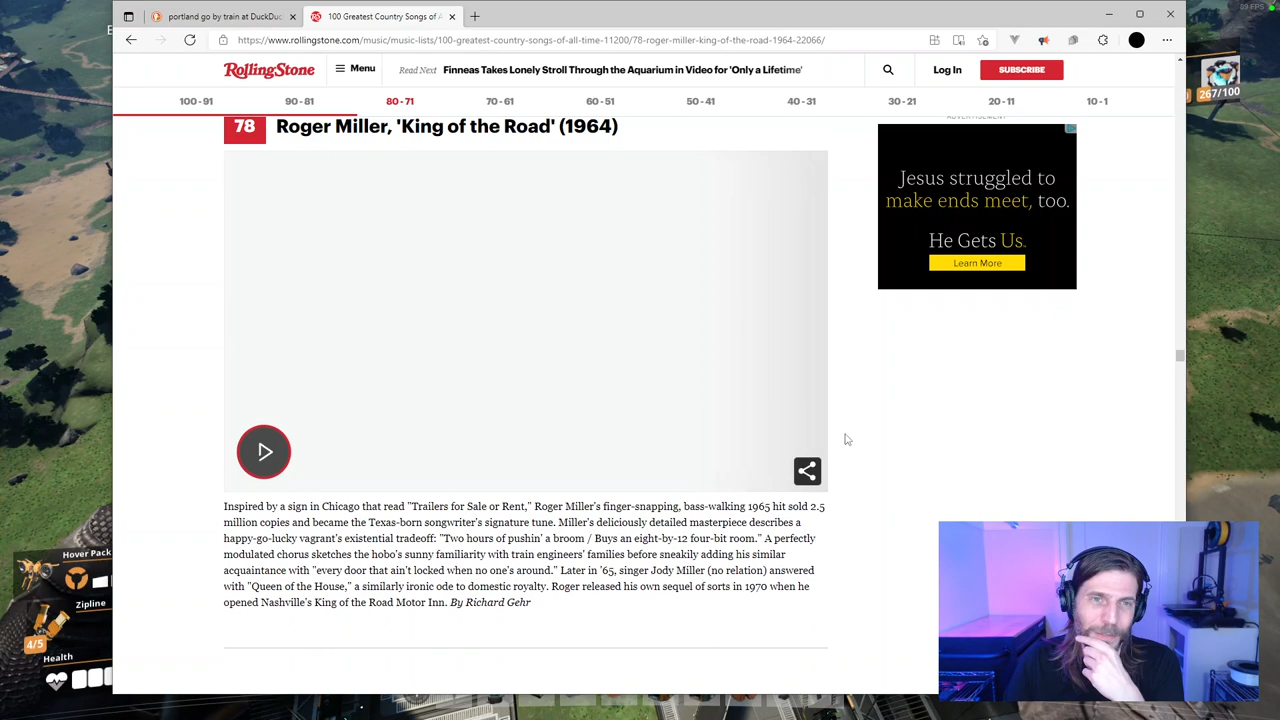 portland go by train at DuckDuc
100 Greatest Country Songs of A
89 FPS
https://www.rollingstone.com/music/music-lists/100-greatest-country-songs-of-all-time-11200/78-roger-miller-king-of-the-road-1964-22066/
RollingStone
Menu
Read Next
Finneas Takes Lonely Stroll Through the Aquarium in Video for 'Only a Lifetime'
Log In
SUBSCRIBE
267/100
100 - 91
90 - 81
80 - 71
70 - 61
60 - 51
50 - 41
40 - 31
30 - 21
20 - 11
10 - 1
ADVERTISEMENT
78
Roger Miller, 'King of the Road' (1964)
Jesus struggled to
make ends meet, too.
He Gets Us.
Learn More
Inspired by a sign in Chicago that read "Trailers for Sale or Rent," Roger Miller's finger-snapping, bass-walking 1965 hit sold 2.5
million copies and became the Texas-born songwriter's signature tune. Miller's deliciously detailed masterpiece describes a
happy-go-lucky vagrant's existential tradeoff: "Two hours of pushin' a broom / Buys an eight-by-12 four-bit room." A perfectly
modulated chorus sketches the hobo's sunny familiarity with train engineers' families before sneakily adding his similar
acquaintance with "every door that ain't locked when no one's around." Later in '65, singer Jody Miller (no relation) answered
with "Queen of the House," a similarly ironic ode to domestic royalty. Roger released his own sequel of sorts in 1970 when he
opened Nashville's King of the Road Motor Inn. By Richard Gehr
Hover Pack
Zipline
4/5
Health